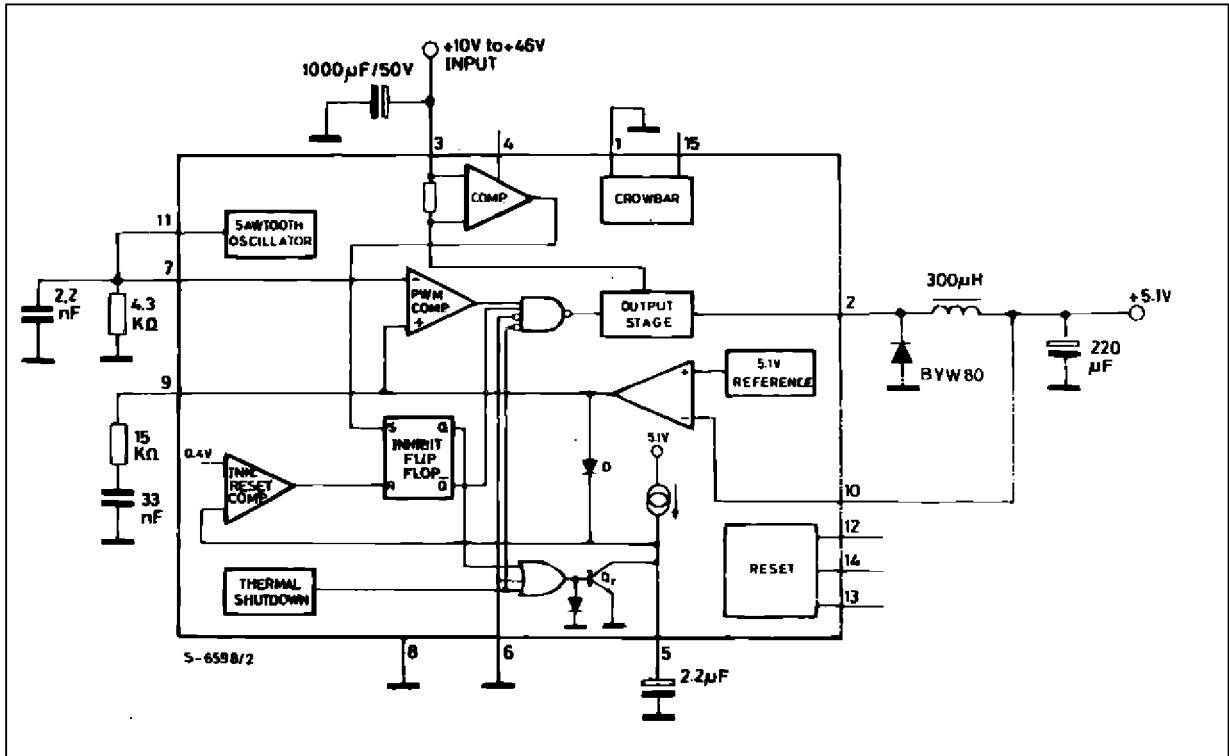 +10V to +46V
INPUT
1000µF/50V
3
4
1
15
COMP
CROWBAR
11
SAWTOOTH
OSCILLATOR
7
2.2
nF
4.3
KΩ
-
PWM
COMP
+
OUTPUT
STAGE
2
300µH
+5.1V
220
µF
BYW80
9
5.1V
REFERENCE
+
-
15
KΩ
33
nF
0.4V
INH.
RESET
COMP
S
Q
INHIBIT
FLIP
FLOP
R
Q̅
D
5.1V
10
12
RESET
14
13
THERMAL
SHUTDOWN
Qr
S-6598/2
8
6
5
2.2µF